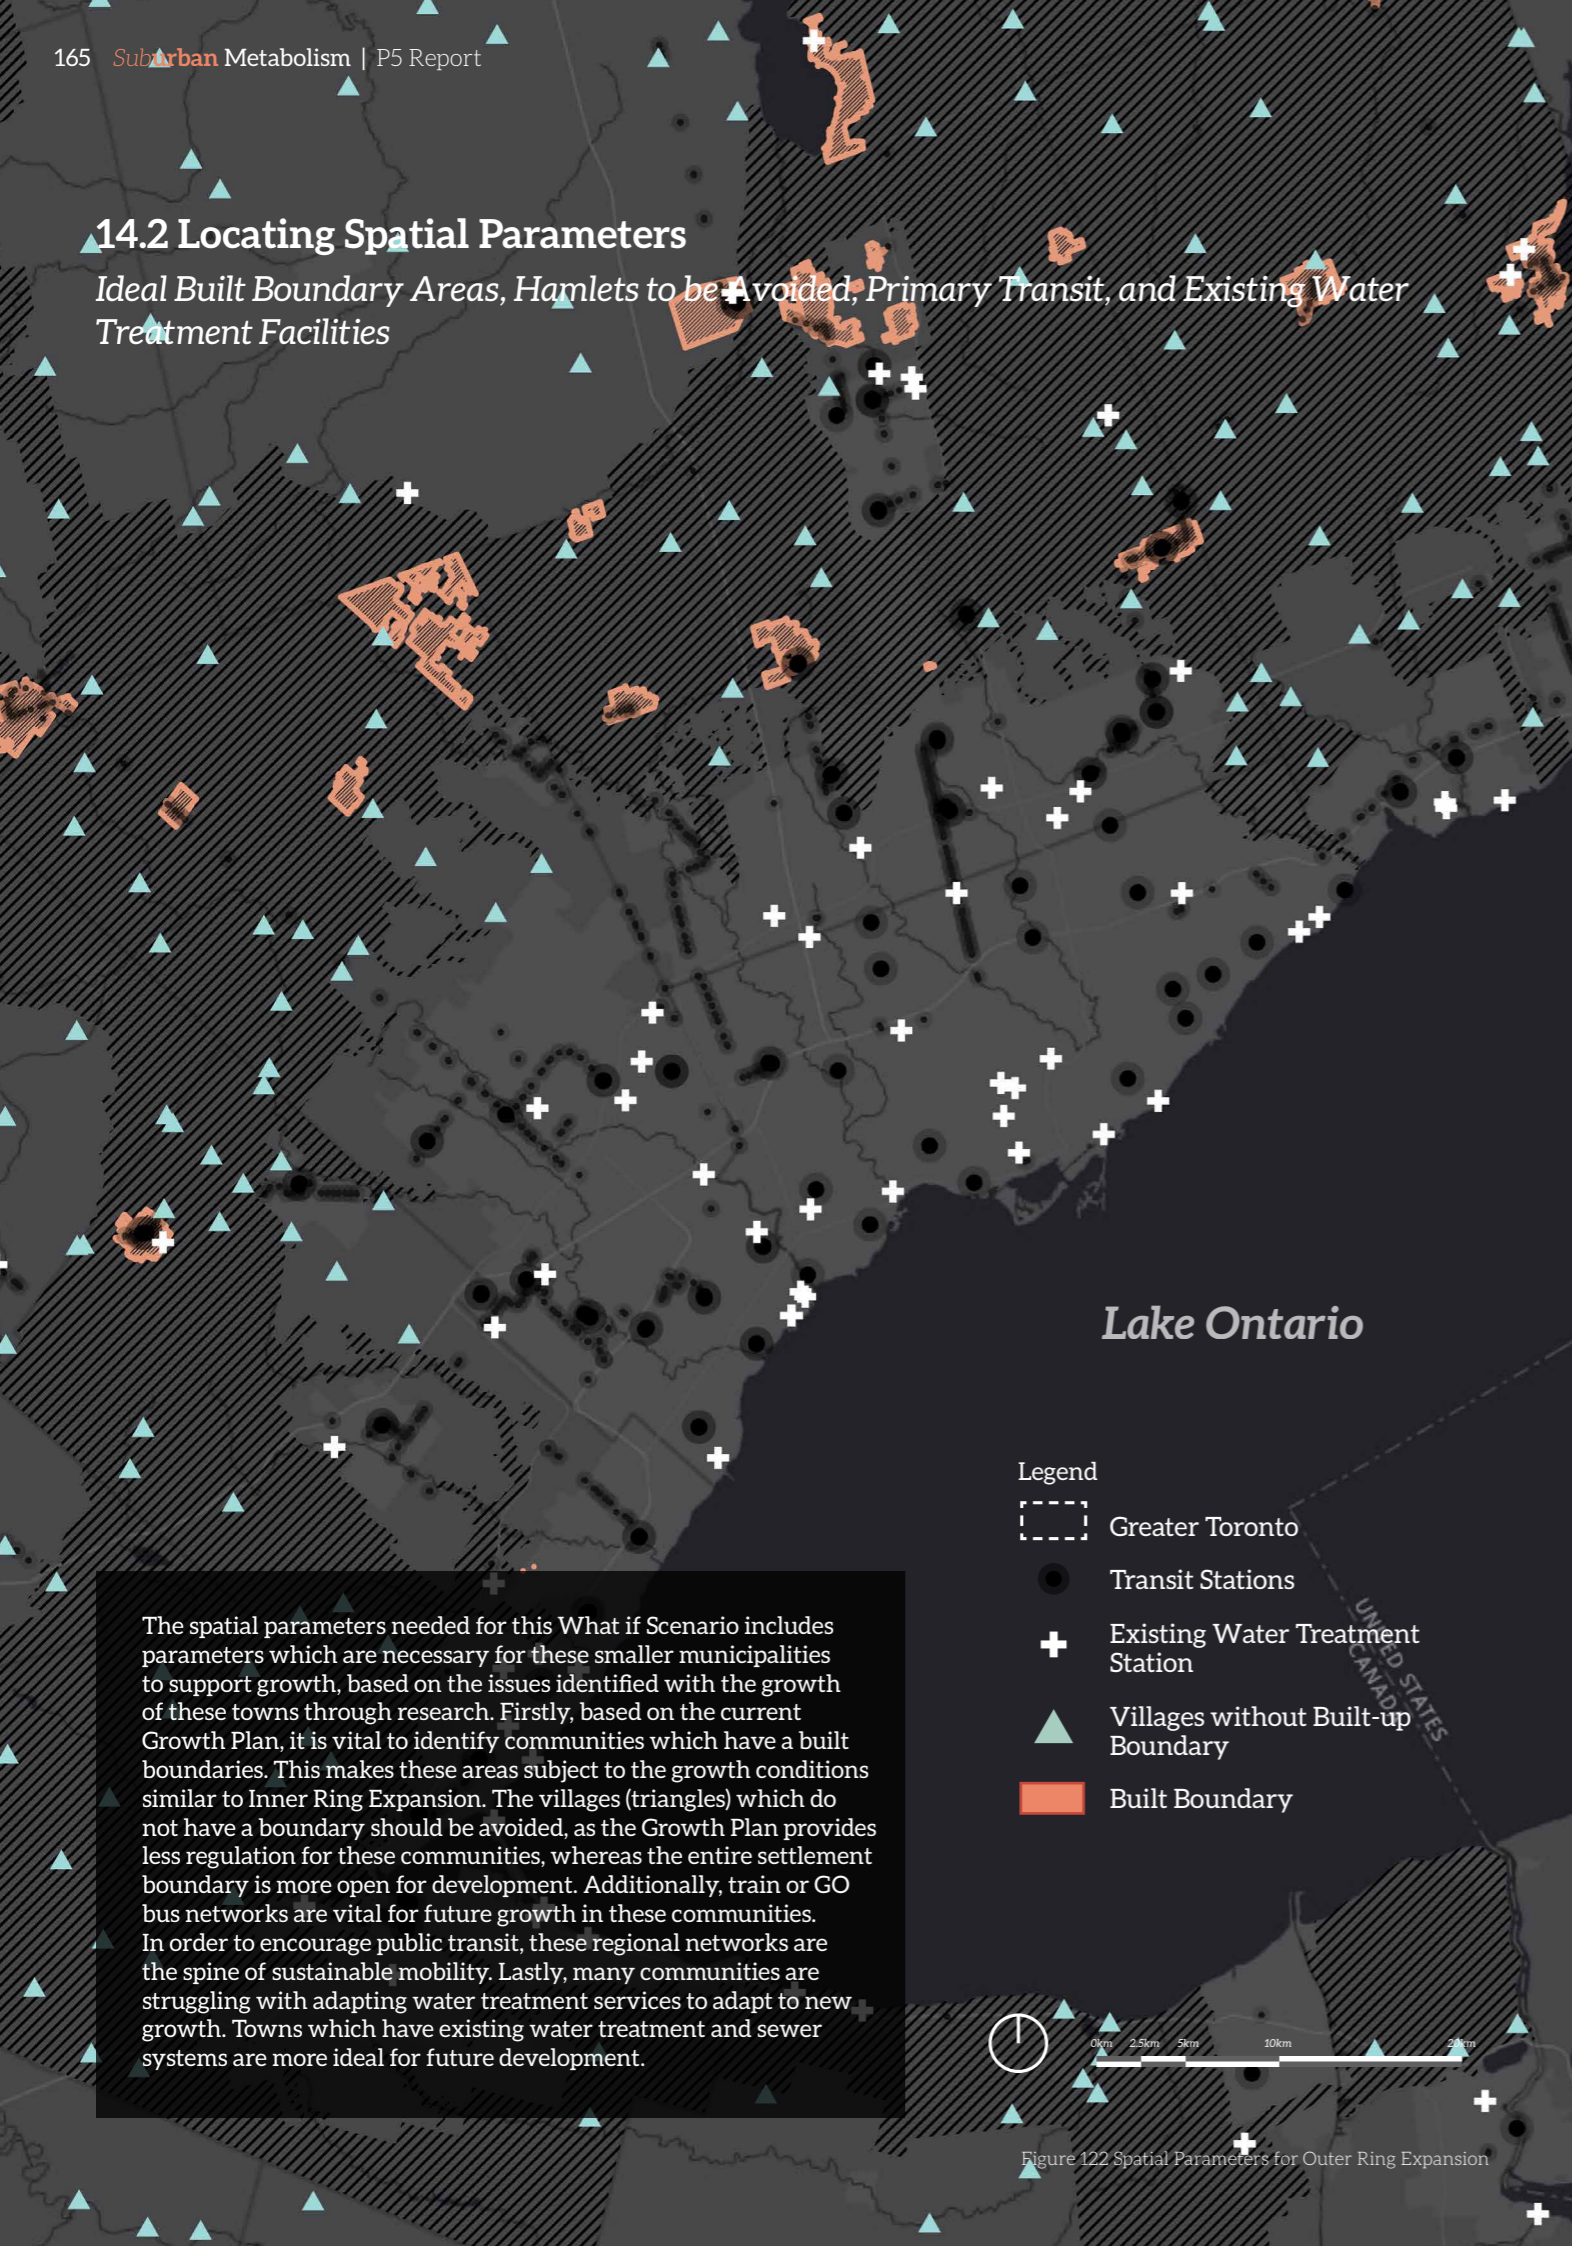 165 Suburban Metabolism | P5 Report
14.2 Locating Spatial Parameters
Ideal Built Boundary Areas, Hamlets to be Avoided, Primary Transit, and Existing Water
Treatment Facilities
Lake Ontario
Legend
Greater Toronto
Transit Stations
Existing Water Treatment
Station
Villages without Built-up
Boundary
Built Boundary
UNITED STATES
CANADA
The spatial parameters needed for this What if Scenario includes
parameters which are necessary for these smaller municipalities
to support growth, based on the issues identified with the growth
of these towns through research. Firstly, based on the current
Growth Plan, it is vital to identify communities which have a built
boundaries. This makes these areas subject to the growth conditions
similar to Inner Ring Expansion. The villages (triangles) which do
not have a boundary should be avoided, as the Growth Plan provides
less regulation for these communities, whereas the entire settlement
boundary is more open for development. Additionally, train or GO
bus networks are vital for future growth in these communities.
In order to encourage public transit, these regional networks are
the spine of sustainable mobility. Lastly, many communities are
struggling with adapting water treatment services to adapt to new
growth. Towns which have existing water treatment and sewer
systems are more ideal for future development.
0km 2.5km 5km 10km 20km
Figure 122 Spatial Parameters for Outer Ring Expansion